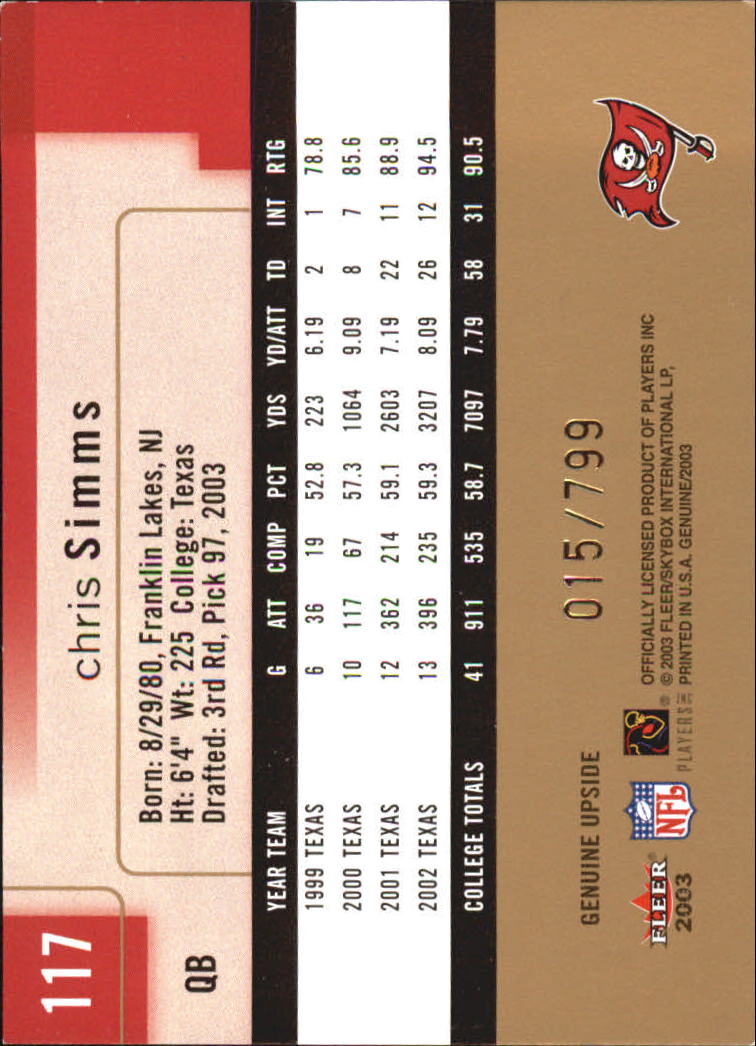 117
QB
chris Simms
Born: 8/29/80, Franklin Lakes, NJ
Ht: 6'4" Wt: 225 College: Texas
Drafted: 3rd Rd, Pick 97, 2003
YEAR TEAM G ATT COMP PCT YDS YD/ATT TD INT RTG
1999 TEXAS 6 36 19 52.8 223 6.19 2 1 78.8
2000 TEXAS 10 117 67 57.3 1064 9.09 8 7 85.6
2001 TEXAS 12 362 214 59.1 2603 7.19 22 11 88.9
2002 TEXAS 13 396 235 59.3 3207 8.09 26 12 94.5
COLLEGE TOTALS 41 911 535 58.7 7097 7.79 58 31 90.5
GENUINE UPSIDE
015/799
FLEER®
2003
NFL
PLAYERS INC
®
OFFICIALLY LICENSED PRODUCT OF PLAYERS INC
© 2003 FLEER/SKYBOX INTERNATIONAL LP,
PRINTED IN U.S.A. GENUINE/2003